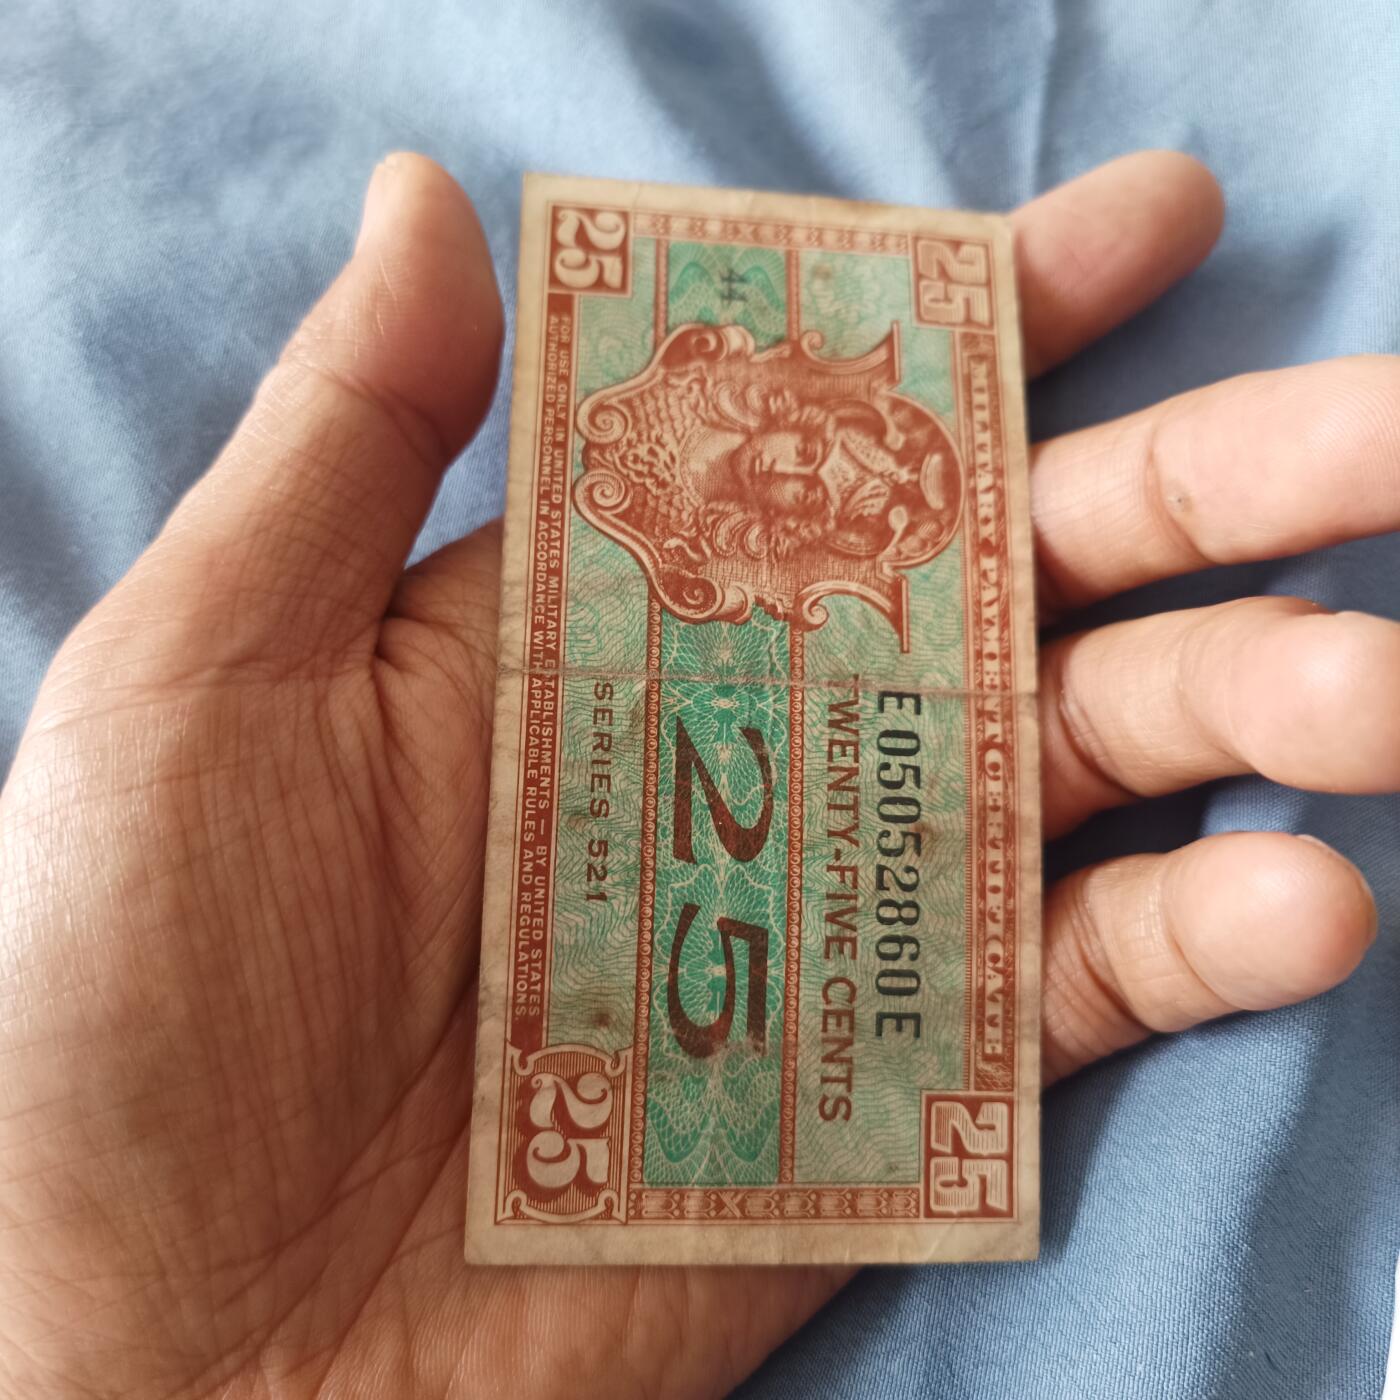 25
MILITARY PAYMENT CERTIFICATE
25
E05052860E
TWENTY-FIVE CENTS
44
25
SERIES 521
25
FOR USE ONLY IN UNITED STATES MILITARY ESTABLISHMENTS — BY UNITED STATES
AUTHORIZED PERSONNEL IN ACCORDANCE WITH APPLICABLE RULES AND REGULATIONS
25